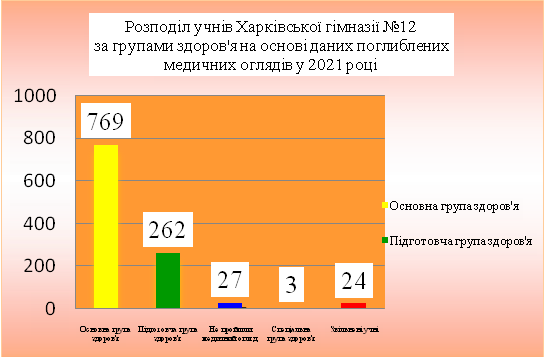 Розподіл учнів Харківської гімназії №12
за групами здоров'я на основі даних поглиблених
медичних оглядів у 2021 році
1000
800
600
400
200
0
769
262
27
3
24
Основна група здоров'я
Підготовча група здоров'я
Основна група
здоров'я
Підготовча група
здоров'я
Не пройшли
медичний огляд
Спеціальна
група здоров'я
Звільнені учні